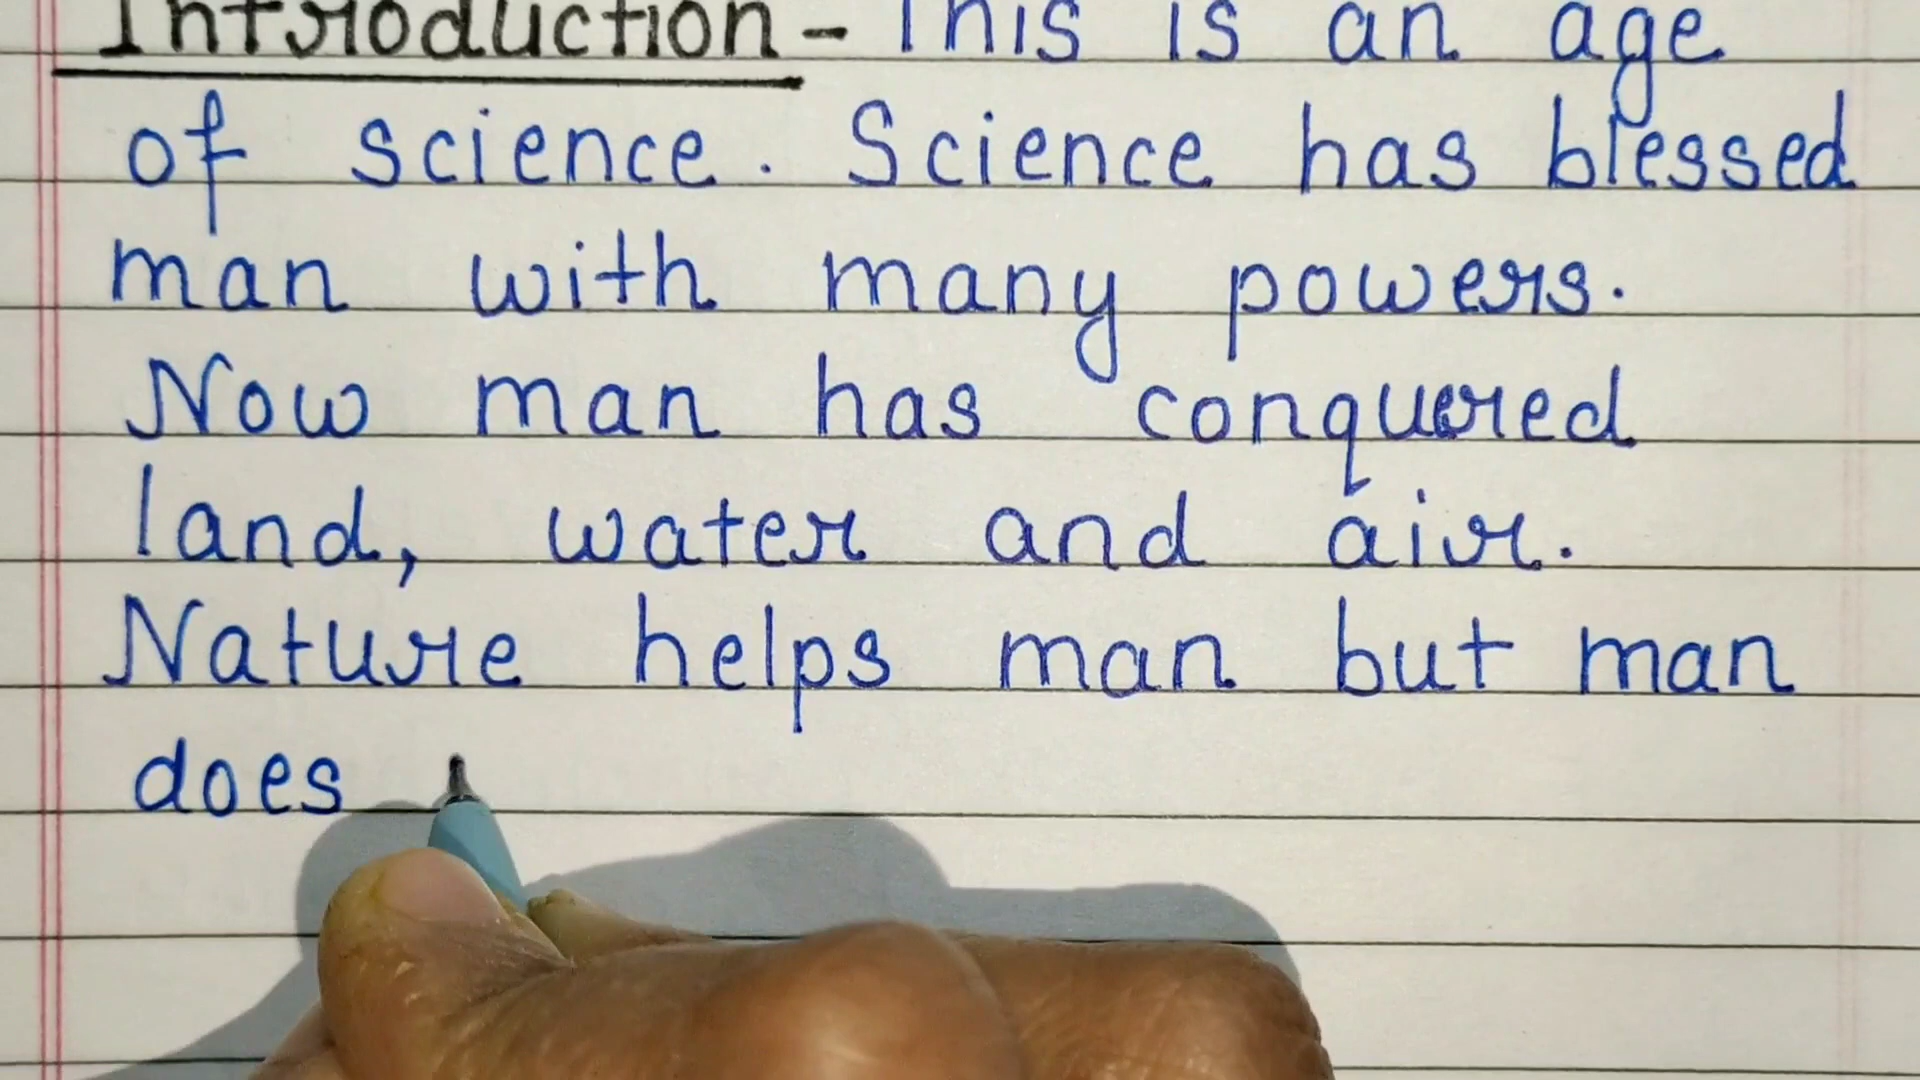 Introduction - This is an age
of science. Science has blessed
man with many powers.
Now man has conquered
land, water and air.
Nature helps man but man
does